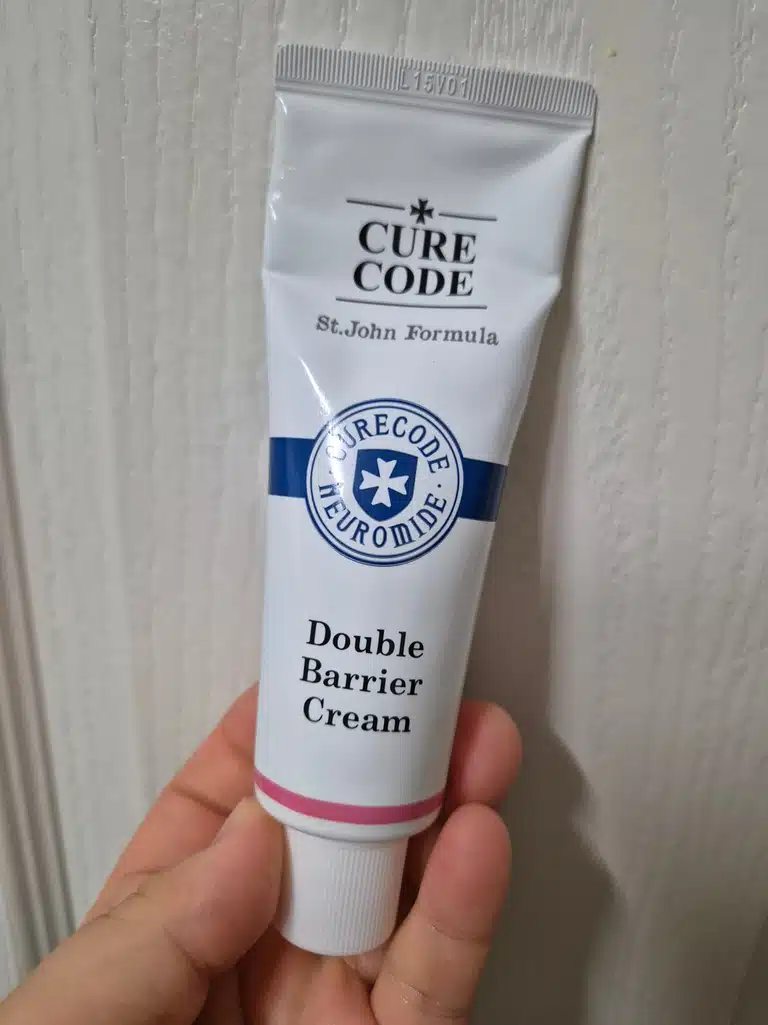 L15V01
CURE
CODE
St.John Formula
CURECODE
NEUROMIDE
Double
Barrier
Cream